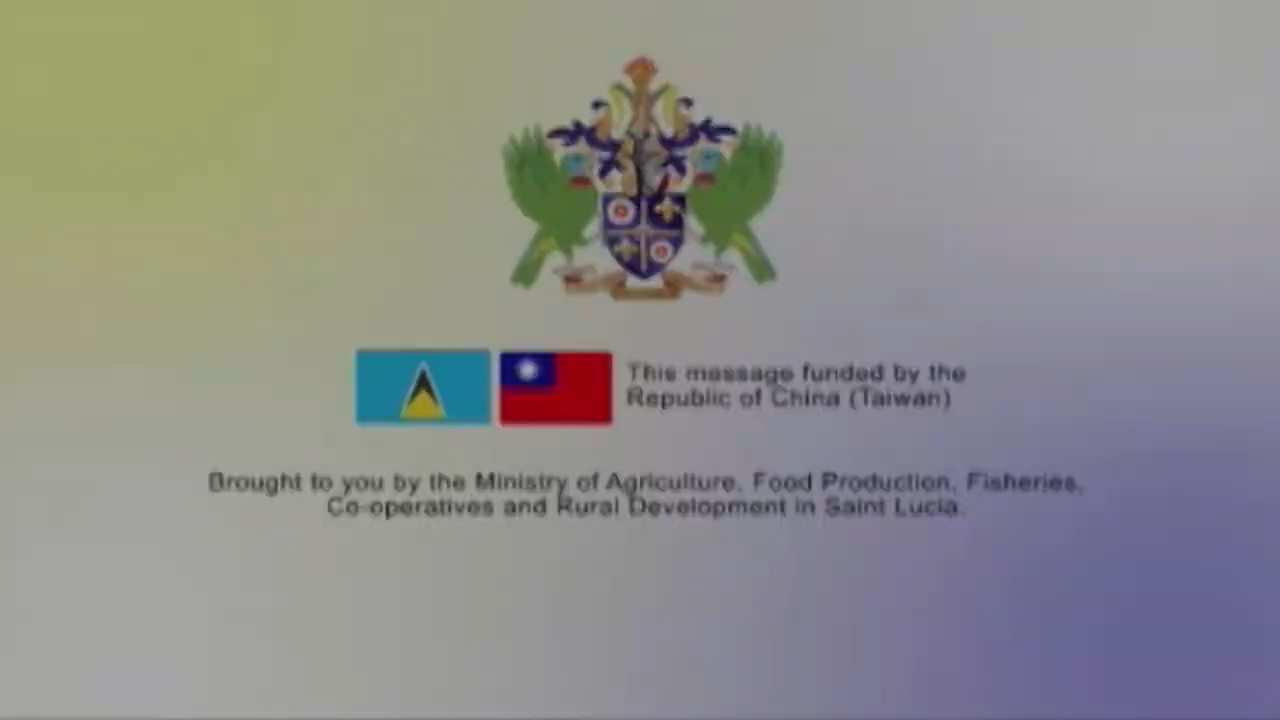 This message funded by the
Republic of China (Taiwan)
Brought to you by the Ministry of Agriculture, Food Production, Fisheries,
Co-operatives and Rural Development in Saint Lucia.